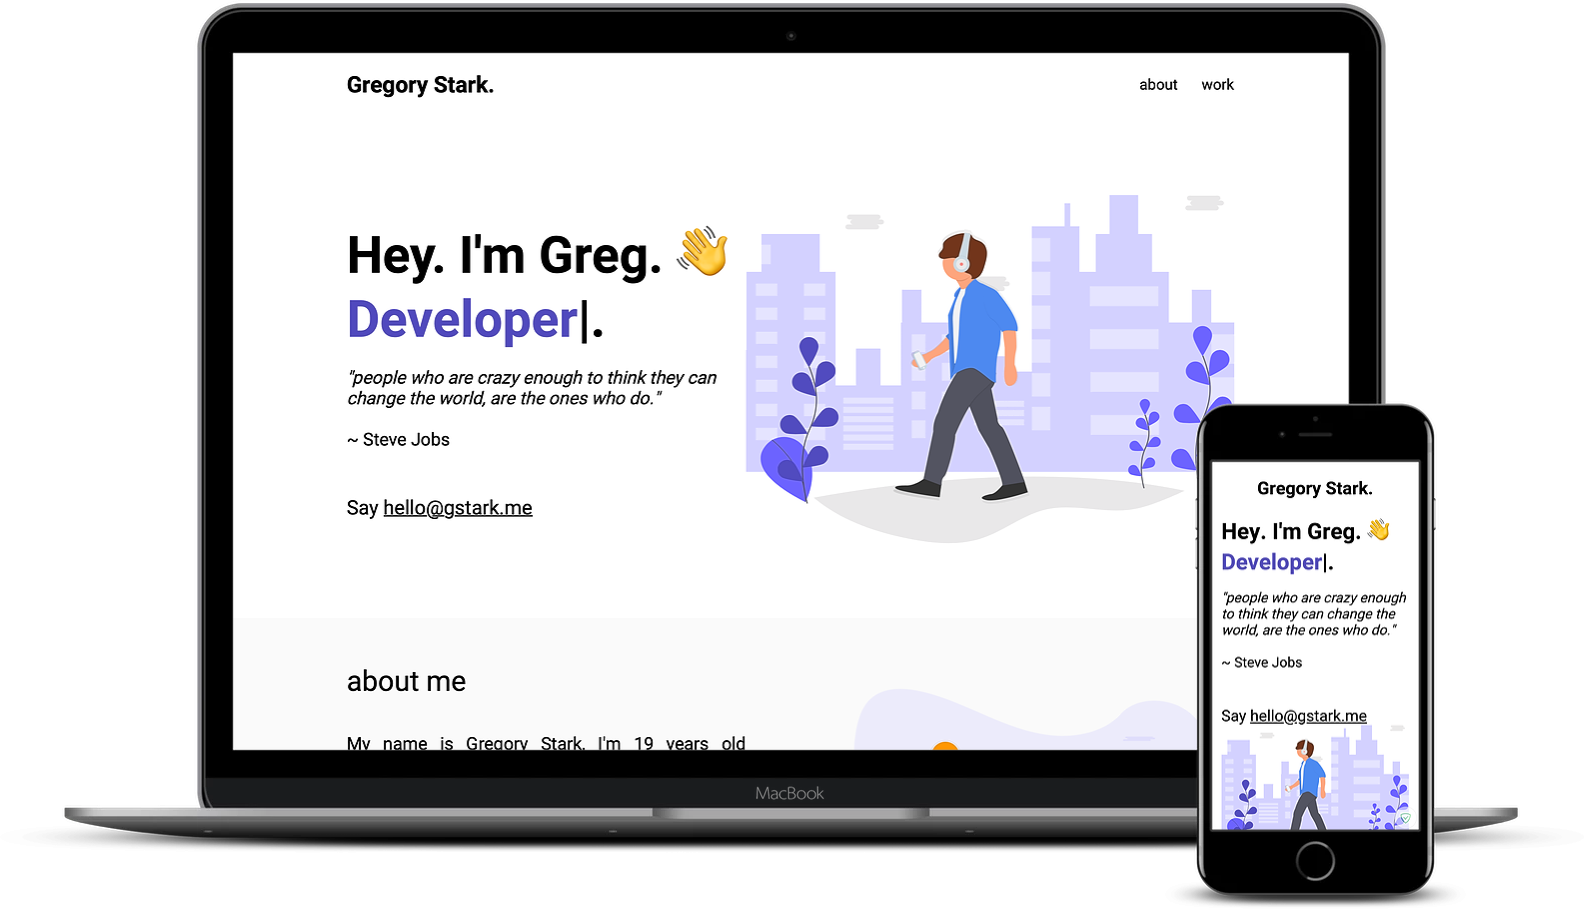 Gregory Stark.
about work
Hey. I'm Greg. 👋
Developer|.
"people who are crazy enough to think they can
change the world, are the ones who do."
~ Steve Jobs
Say hello@gstark.me
about me
My name is Gregory Stark. I'm 19 years old
MacBook
Gregory Stark.
Hey. I'm Greg. 👋
Developer|.
"people who are crazy enough
to think they can change the
world, are the ones who do."
~ Steve Jobs
Say hello@gstark.me